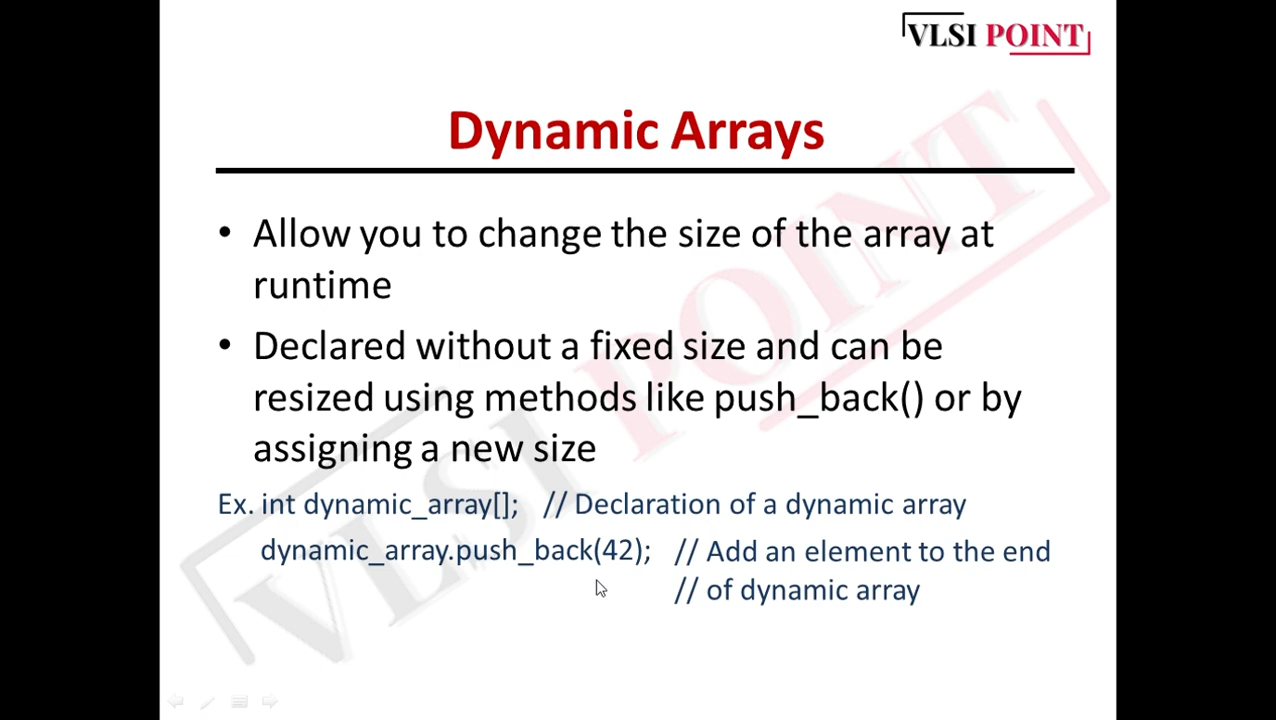 VLSI POINT
Dynamic Arrays
• Allow you to change the size of the array at
runtime
• Declared without a fixed size and can be
resized using methods like push_back() or by
assigning a new size
Ex. int dynamic_array[]; // Declaration of a dynamic array
dynamic_array.push_back(42); // Add an element to the end
// of dynamic array
VLSI POINT